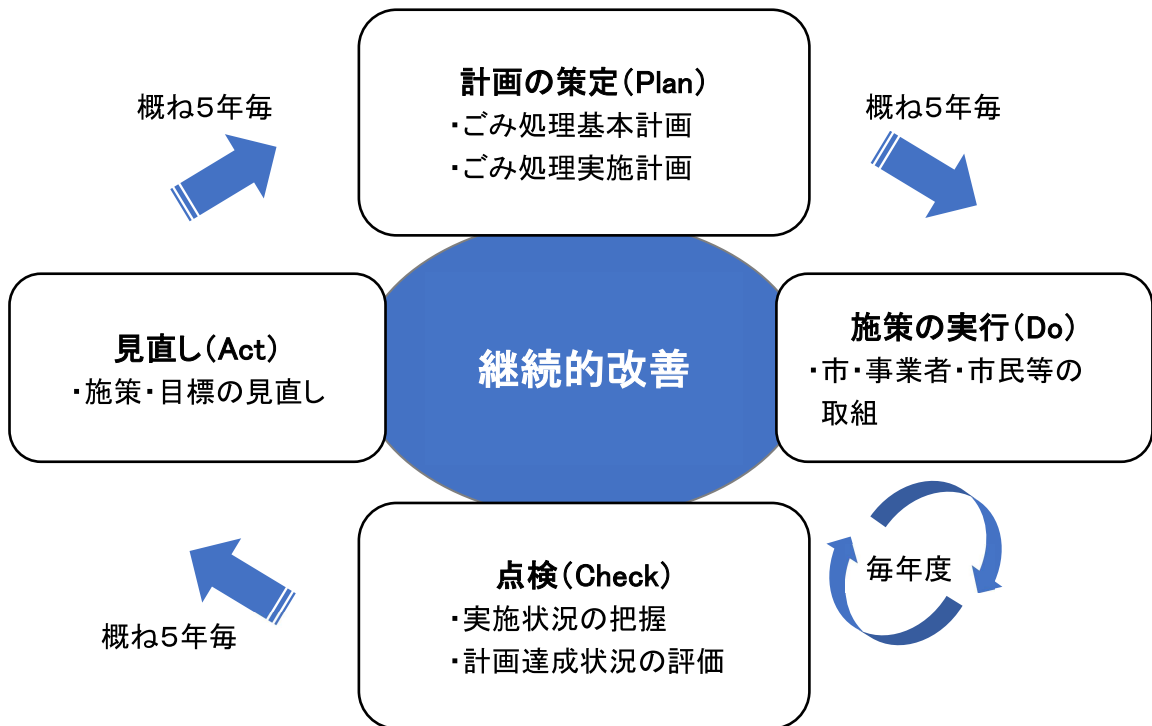 計画の策定(Plan)
・ごみ処理基本計画
・ごみ処理実施計画
概ね5年毎
概ね5年毎
見直し(Act)
・施策・目標の見直し
継続的改善
施策の実行(Do)
・市・事業者・市民等の
取組
点検(Check)
・実施状況の把握
・計画達成状況の評価
毎年度
概ね5年毎